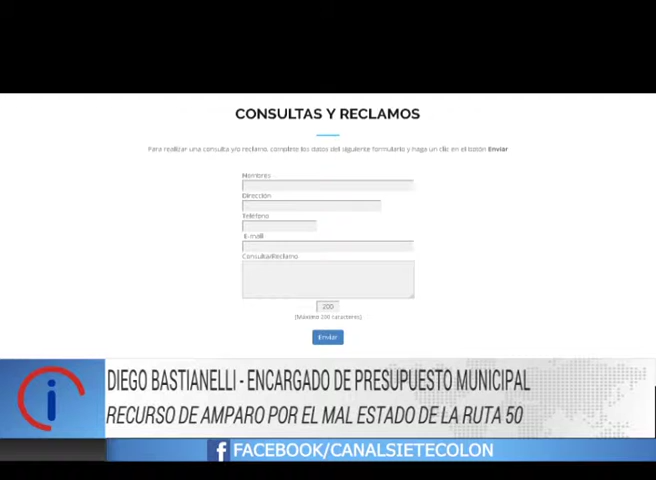 CONSULTAS Y RECLAMOS
Para realizar una consulta y/o reclamo, complete los datos del siguiente formulario y haga un clic en el botón Enviar
Nombres
Dirección
Teléfono
E-mail
Consulta/Reclamo
200
(Máximo 200 caracteres)
Enviar
i
DIEGO BASTIANELLI - ENCARGADO DE PRESUPUESTO MUNICIPAL
RECURSO DE AMPARO POR EL MAL ESTADO DE LA RUTA 50
f FACEBOOK/CANALSIETECOLON